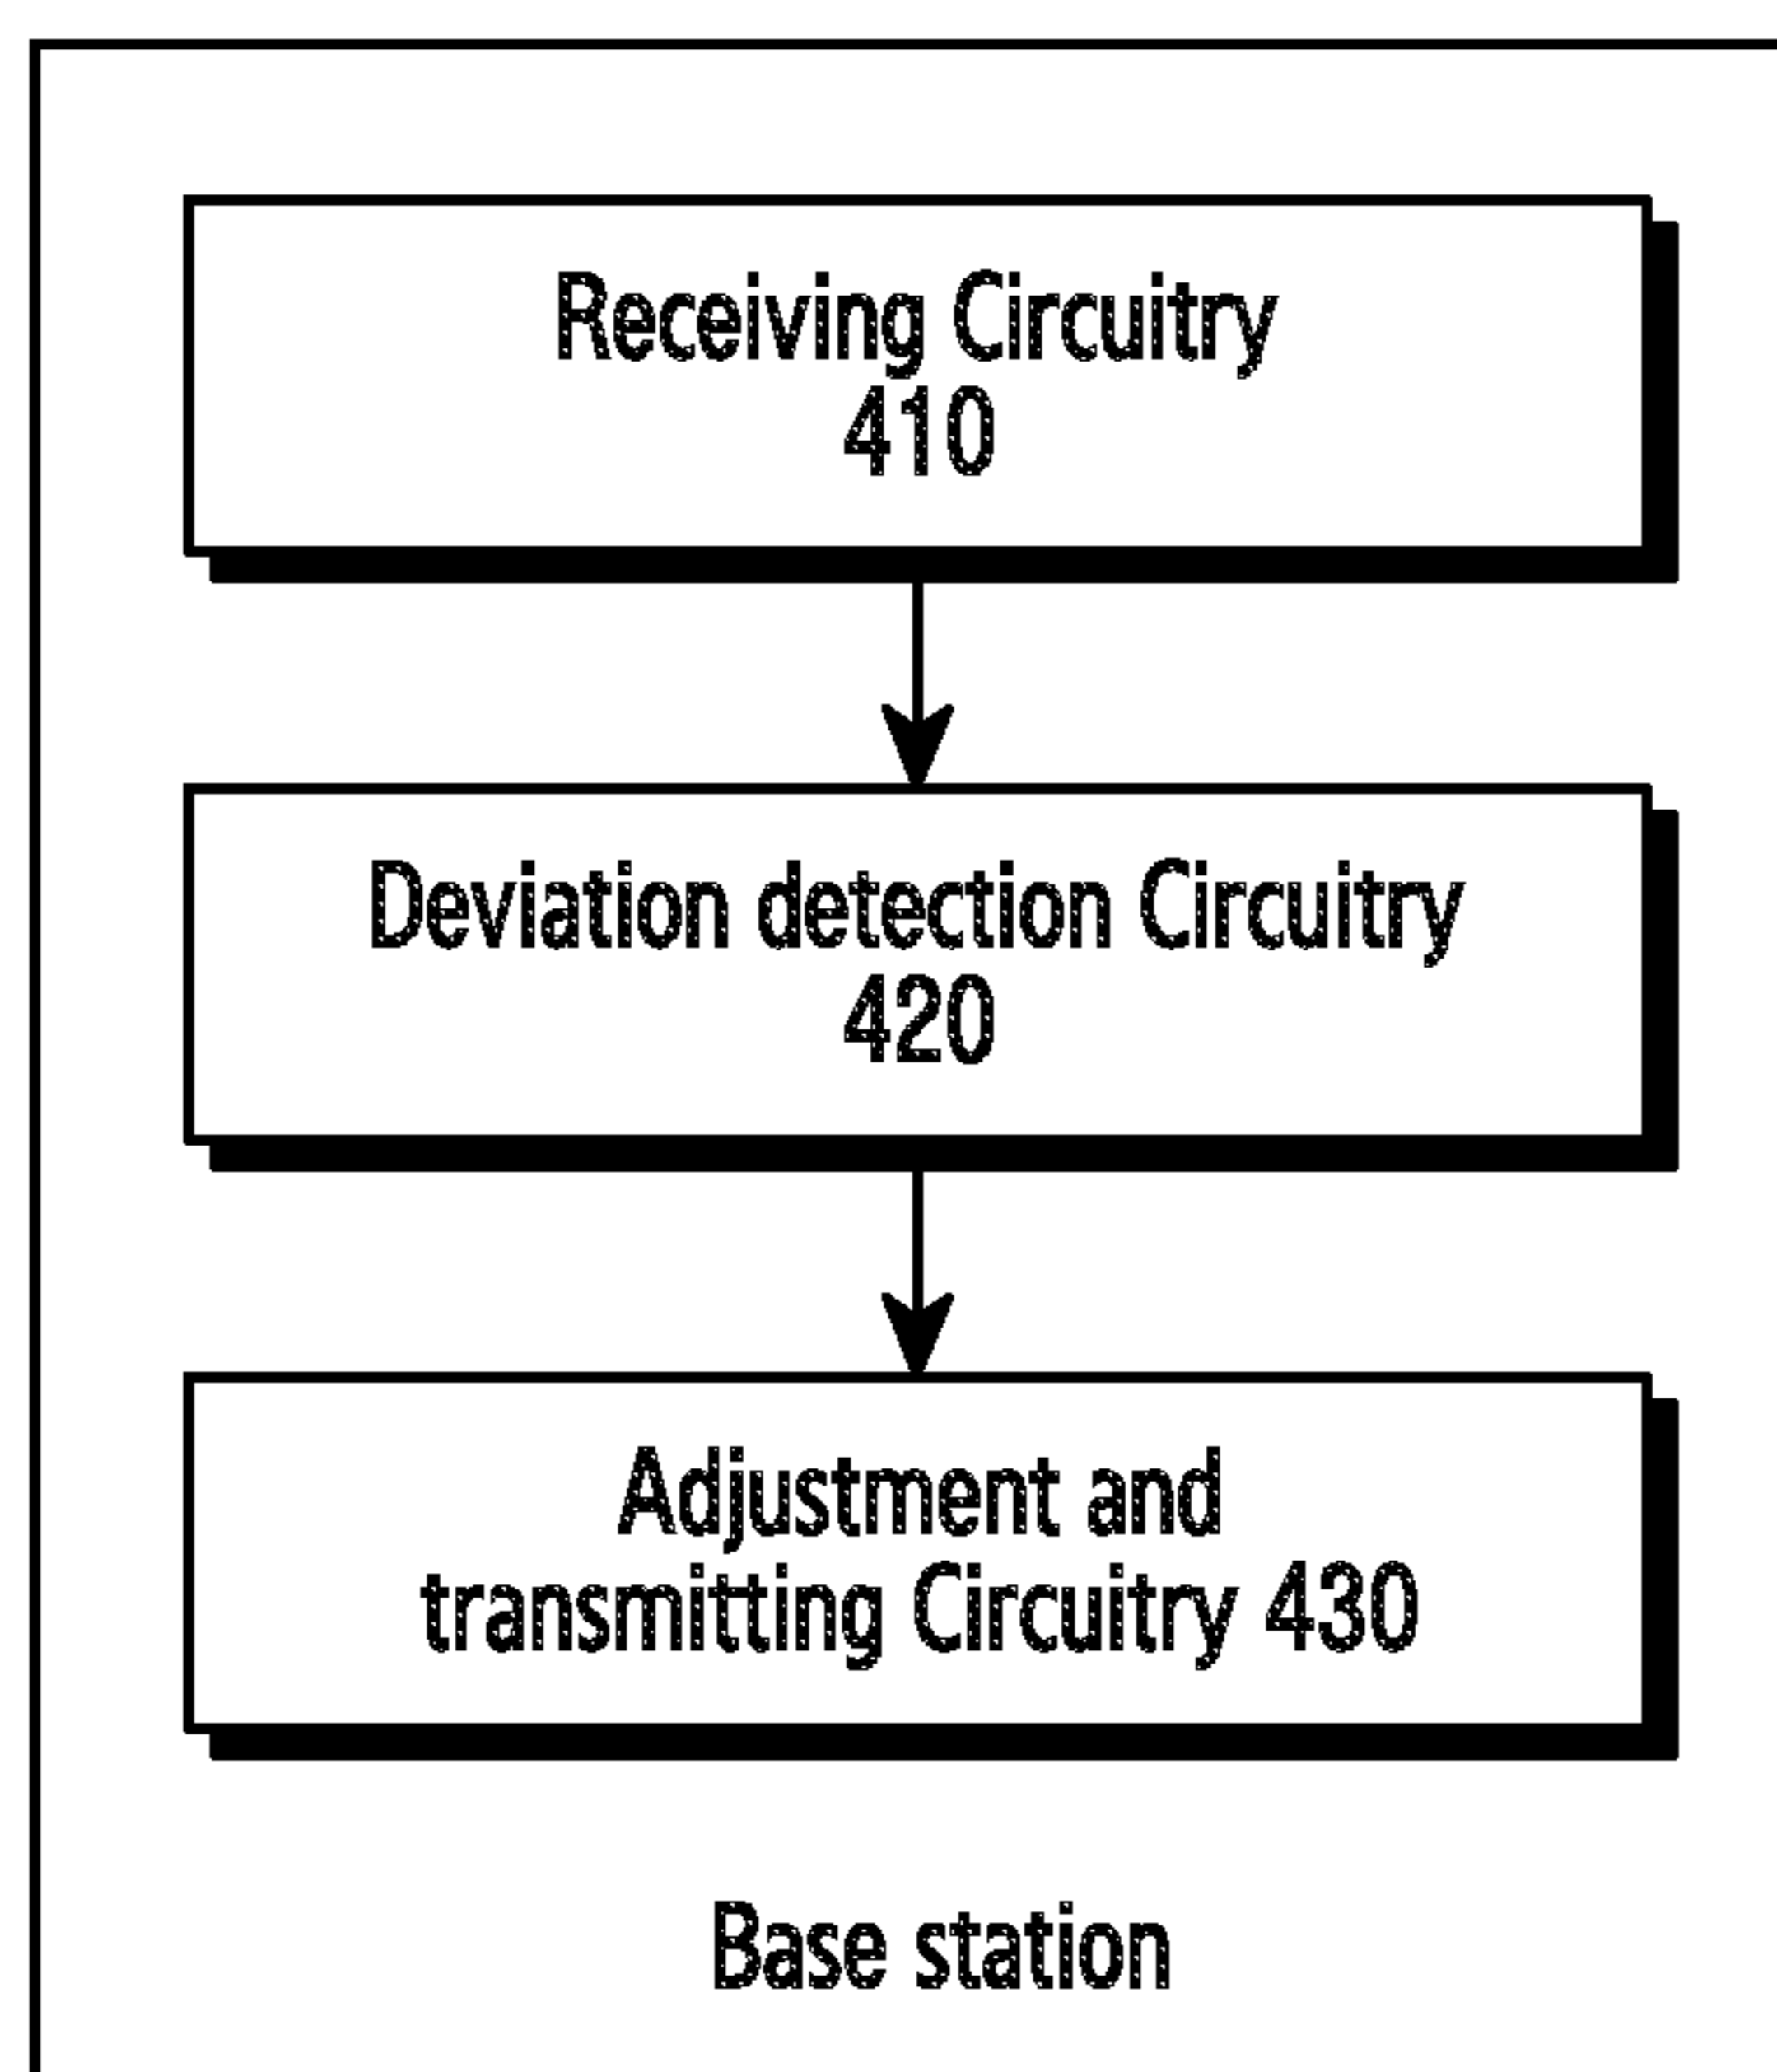 Receiving Circuitry
410
Deviation detection Circuitry
420
Adjustment and
transmitting Circuitry 430
Base station